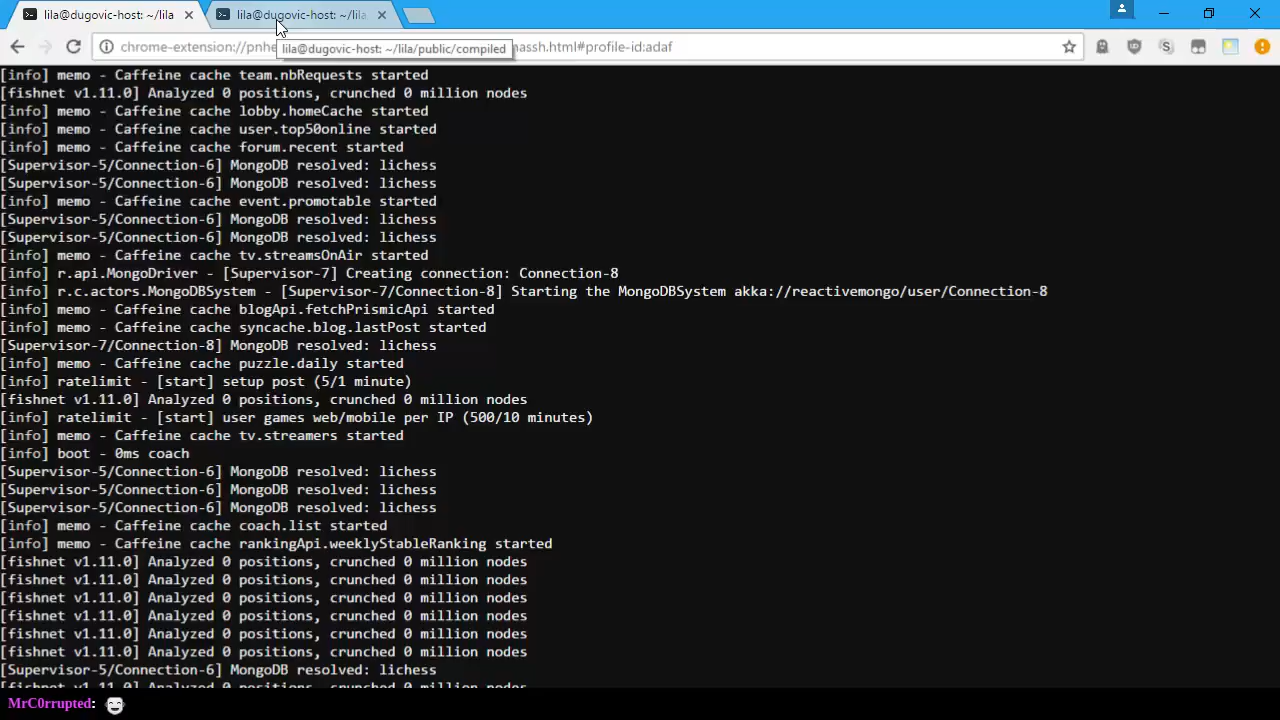 lila@dugovic-host: ~/lila
lila@dugovic-host: ~/lila
chrome-extension://pnhe
nassh.html#profile-id:adaf
lila@dugovic-host: ~/lila/public/compiled
[info] memo - Caffeine cache team.nbRequests started
[fishnet v1.11.0] Analyzed 0 positions, crunched 0 million nodes
[info] memo - Caffeine cache lobby.homeCache started
[info] memo - Caffeine cache user.top50online started
[info] memo - Caffeine cache forum.recent started
[Supervisor-5/Connection-6] MongoDB resolved: lichess
[Supervisor-5/Connection-6] MongoDB resolved: lichess
[info] memo - Caffeine cache event.promotable started
[Supervisor-5/Connection-6] MongoDB resolved: lichess
[Supervisor-5/Connection-6] MongoDB resolved: lichess
[info] memo - Caffeine cache tv.streamsOnAir started
[info] r.api.MongoDriver - [Supervisor-7] Creating connection: Connection-8
[info] r.c.actors.MongoDBSystem - [Supervisor-7/Connection-8] Starting the MongoDBSystem akka://reactivemongo/user/Connection-8
[info] memo - Caffeine cache blogApi.fetchPrismicApi started
[info] memo - Caffeine cache syncache.blog.lastPost started
[Supervisor-7/Connection-8] MongoDB resolved: lichess
[info] memo - Caffeine cache puzzle.daily started
[info] ratelimit - [start] setup post (5/1 minute)
[fishnet v1.11.0] Analyzed 0 positions, crunched 0 million nodes
[info] ratelimit - [start] user games web/mobile per IP (500/10 minutes)
[info] memo - Caffeine cache tv.streamers started
[info] boot - 0ms coach
[Supervisor-5/Connection-6] MongoDB resolved: lichess
[Supervisor-5/Connection-6] MongoDB resolved: lichess
[Supervisor-5/Connection-6] MongoDB resolved: lichess
[info] memo - Caffeine cache coach.list started
[info] memo - Caffeine cache rankingApi.weeklyStableRanking started
[fishnet v1.11.0] Analyzed 0 positions, crunched 0 million nodes
[fishnet v1.11.0] Analyzed 0 positions, crunched 0 million nodes
[fishnet v1.11.0] Analyzed 0 positions, crunched 0 million nodes
[fishnet v1.11.0] Analyzed 0 positions, crunched 0 million nodes
[fishnet v1.11.0] Analyzed 0 positions, crunched 0 million nodes
[fishnet v1.11.0] Analyzed 0 positions, crunched 0 million nodes
[Supervisor-5/Connection-6] MongoDB resolved: lichess
[fishnet v1.11.0] Analyzed 0 positions, crunched 0 million nodes
MrC0rrupted: